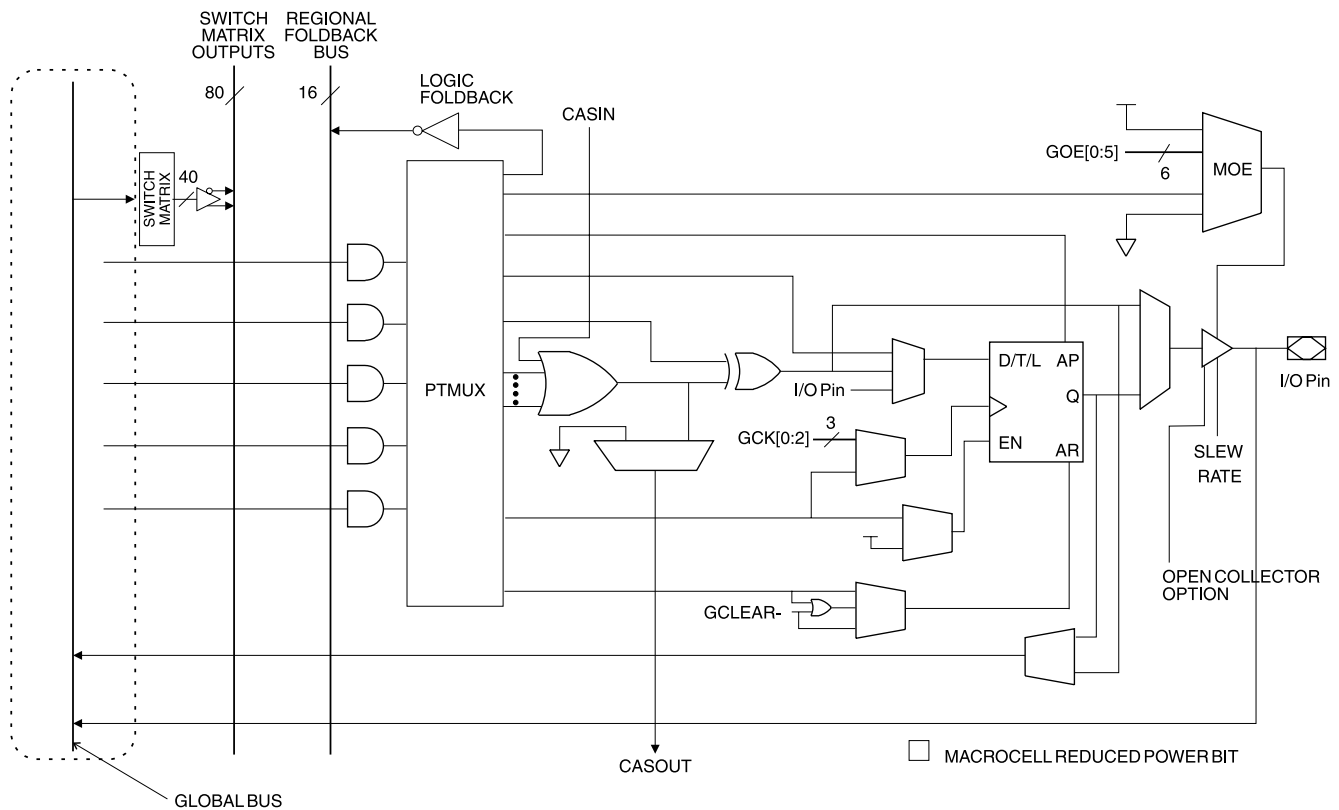 SWITCH
MATRIX
OUTPUTS
REGIONAL
FOLDBACK
BUS
80
16
LOGIC
FOLDBACK
CASIN
GOE[0:5]
6
MOE
SWITCH
MATRIX
40
PTMUX
I/O Pin
D/T/L
AP
Q
EN
AR
I/O Pin
GCK[0:2]
3
SLEW
RATE
OPEN COLLECTOR
OPTION
GCLEAR-
CASOUT
MACROCELL REDUCED POWER BIT
GLOBAL BUS